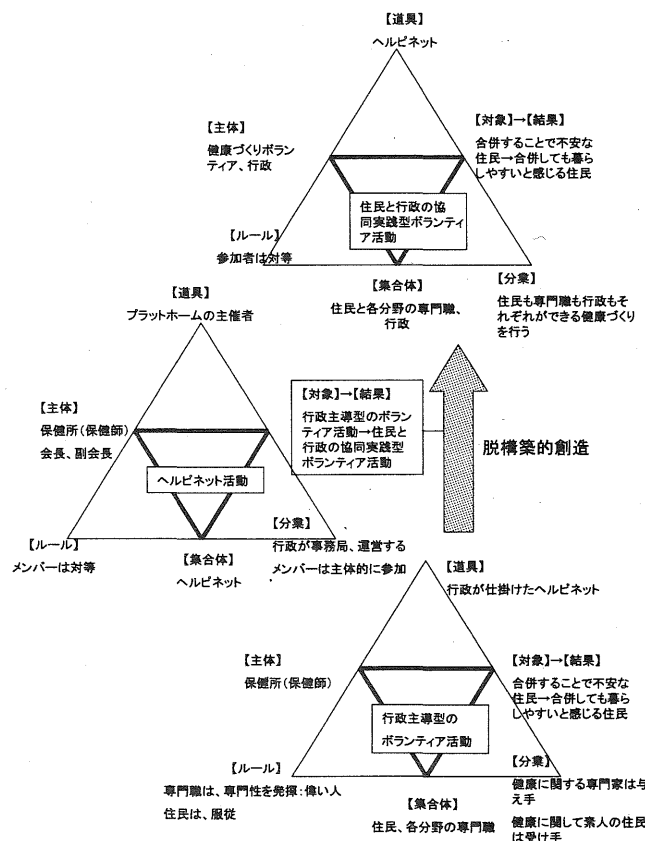 【道具】
ヘルピネット
【主体】
健康づくりボラン
ティア、行政
【対象】→【結果】
合併することで不安な
住民→合併しても暮ら
しやすいと感じる住民
住民と行政の協
同実践型ボランティ
ア活動
【ルール】
参加者は対等
【集合体】
住民と各分野の専門職、
行政
【分業】
住民も専門職も行政もそ
れぞれができる健康づくり
を行う
【道具】
プラットホームの主催者
【主体】
保健所(保健師)
会長、副会長
【対象】→【結果】
行政主導型のボラン
ティア活動→住民と
行政の協同実践型
ボランティア活動
ヘルピネット活動
【ルール】
メンバーは対等
【集合体】
ヘルピネット
【分業】
行政が事務局、運営する
メンバーは主体的に参加
脱構築的創造
【道具】
行政が仕掛けたヘルピネット
【主体】
保健所(保健師)
【対象】→【結果】
合併することで不安な
住民→合併しても暮ら
しやすいと感じる住民
行政主導型の
ボランティア活動
【ルール】
専門職は、専門性を発揮:偉い人
住民は、服従
【集合体】
住民、各分野の専門職
【分業】
健康に関する専門家は与
え手
健康に関して素人の住民
は受け手